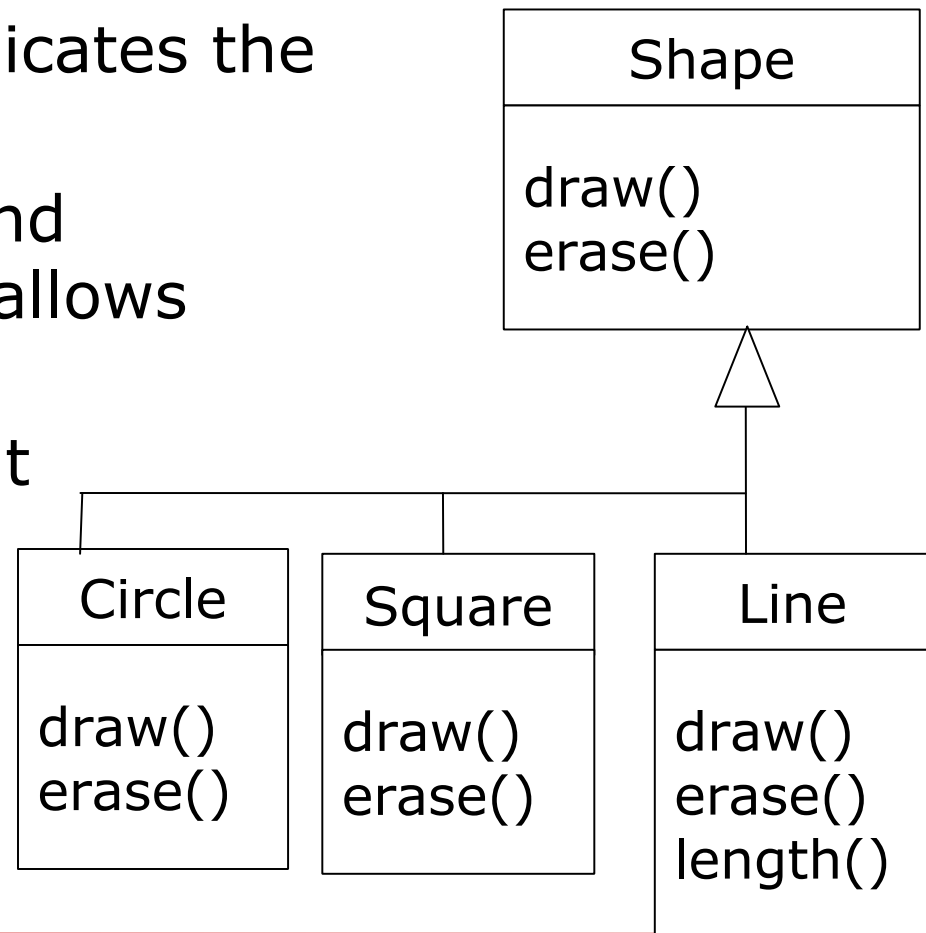 icates the
nd
allows
t
Shape
draw()
erase()
Circle
draw()
erase()
Square
draw()
erase()
Line
draw()
erase()
length()